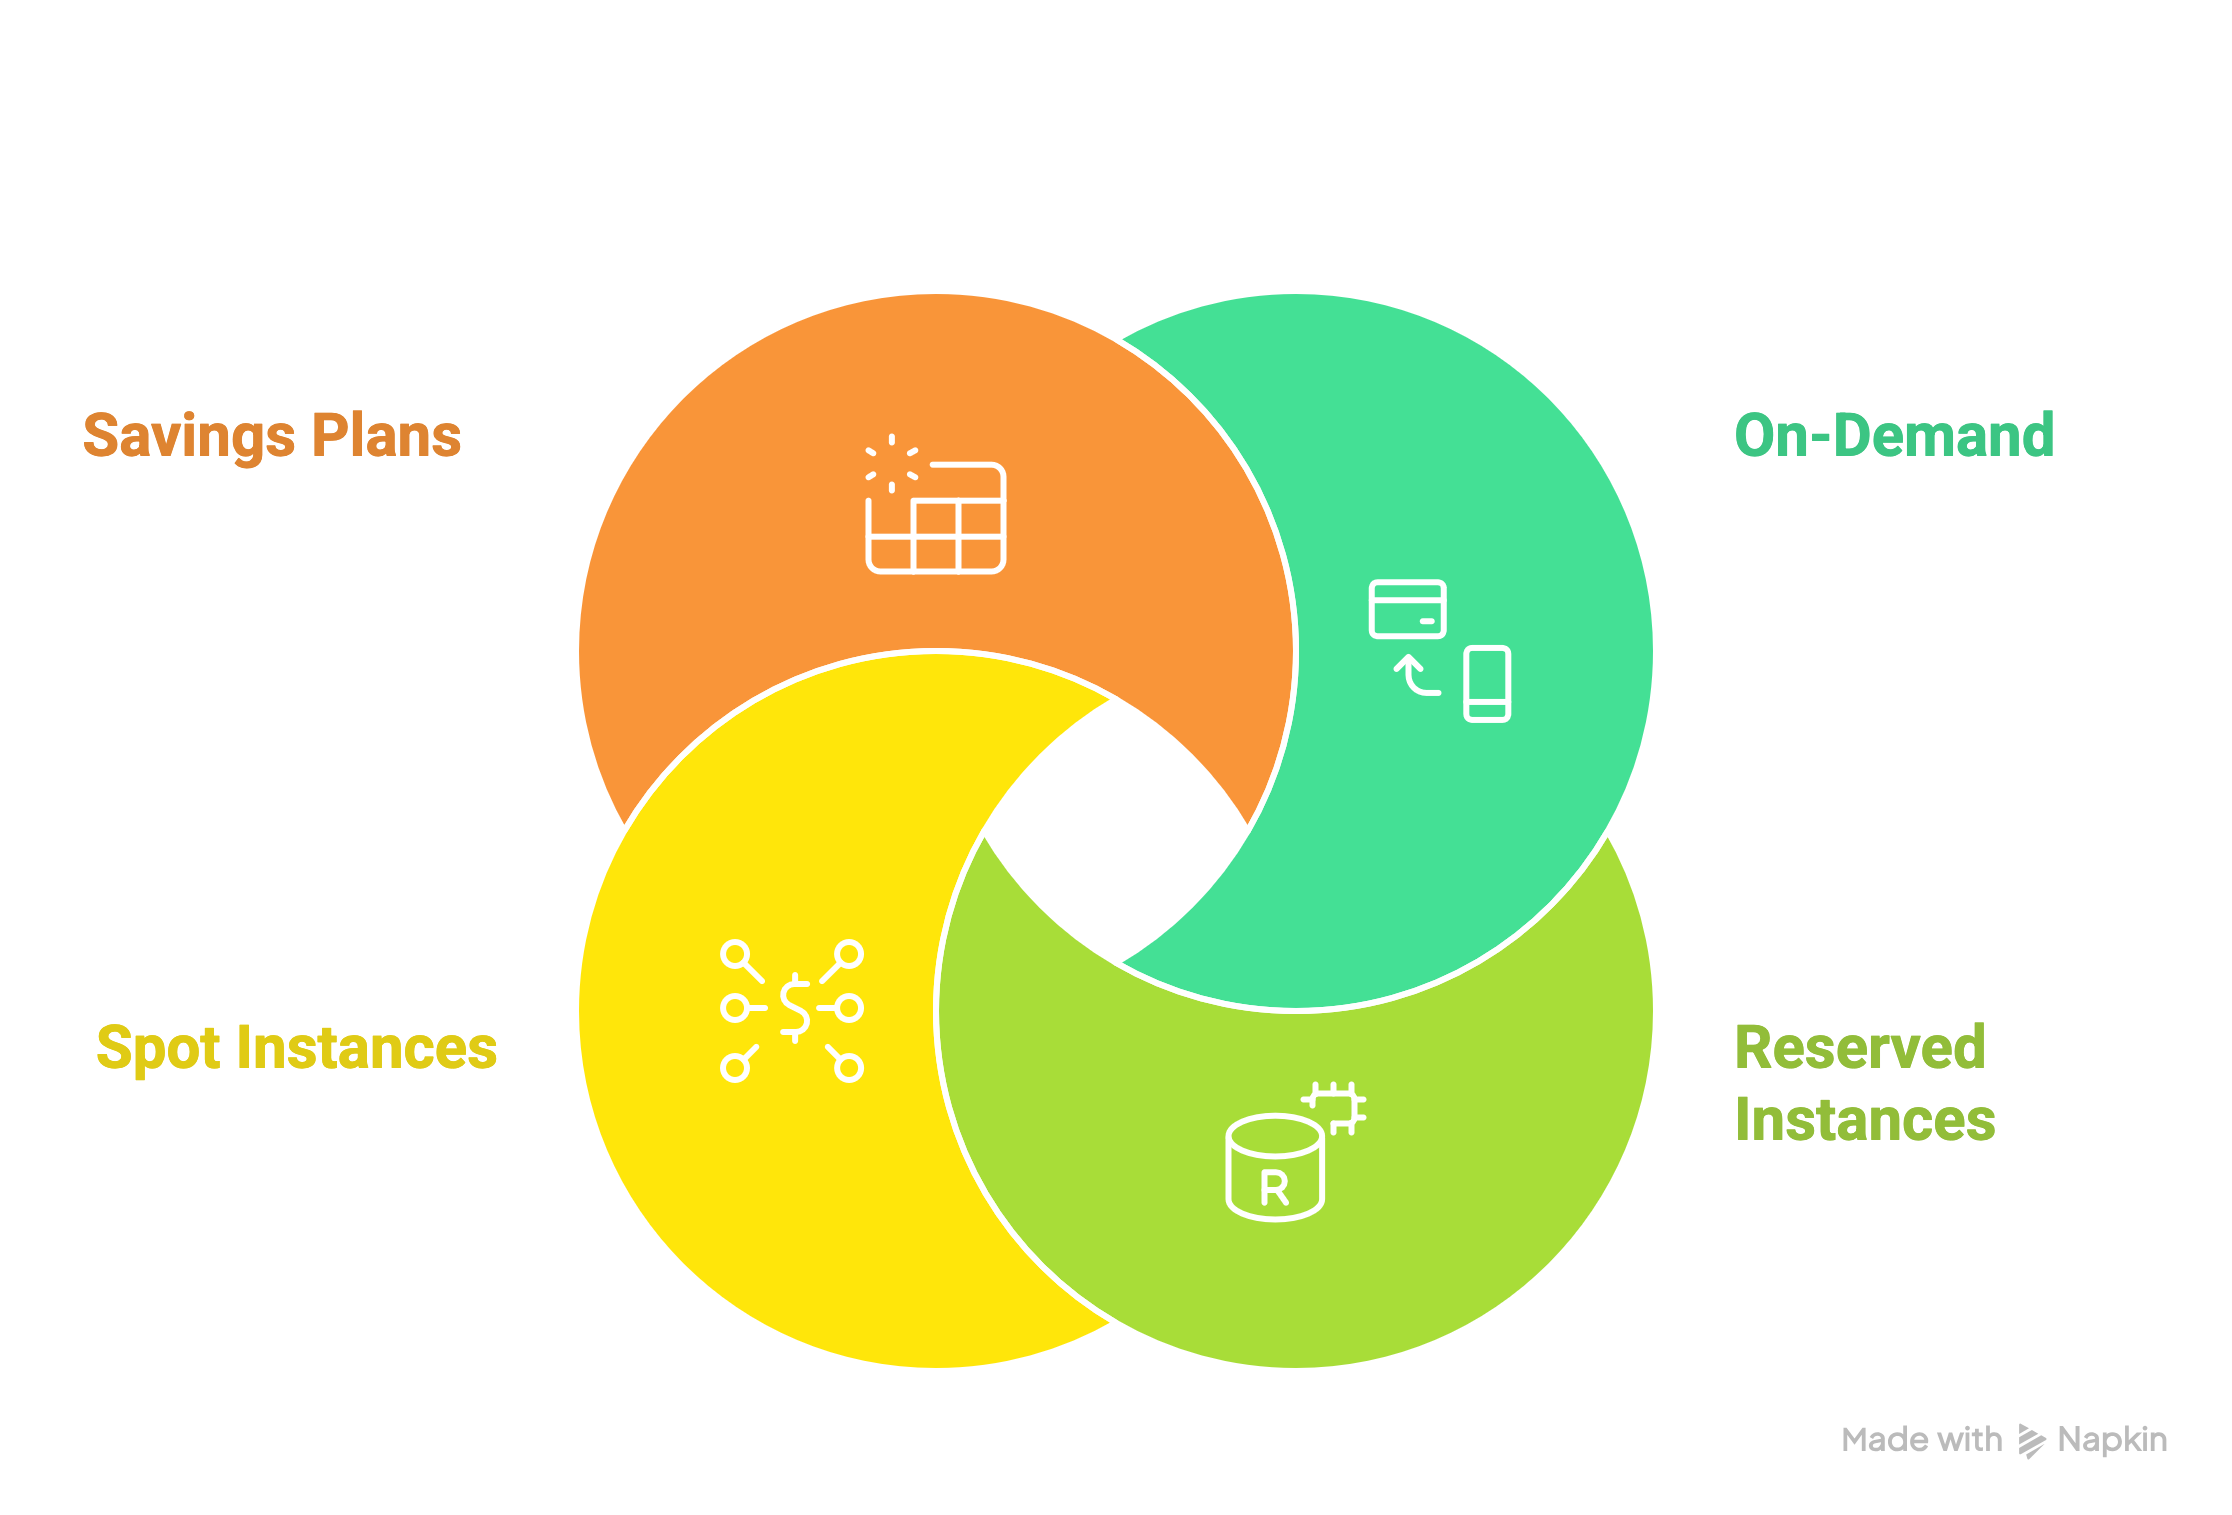 Savings Plans
On-Demand
$
Spot Instances
Reserved
Instances
R
Made with Napkin